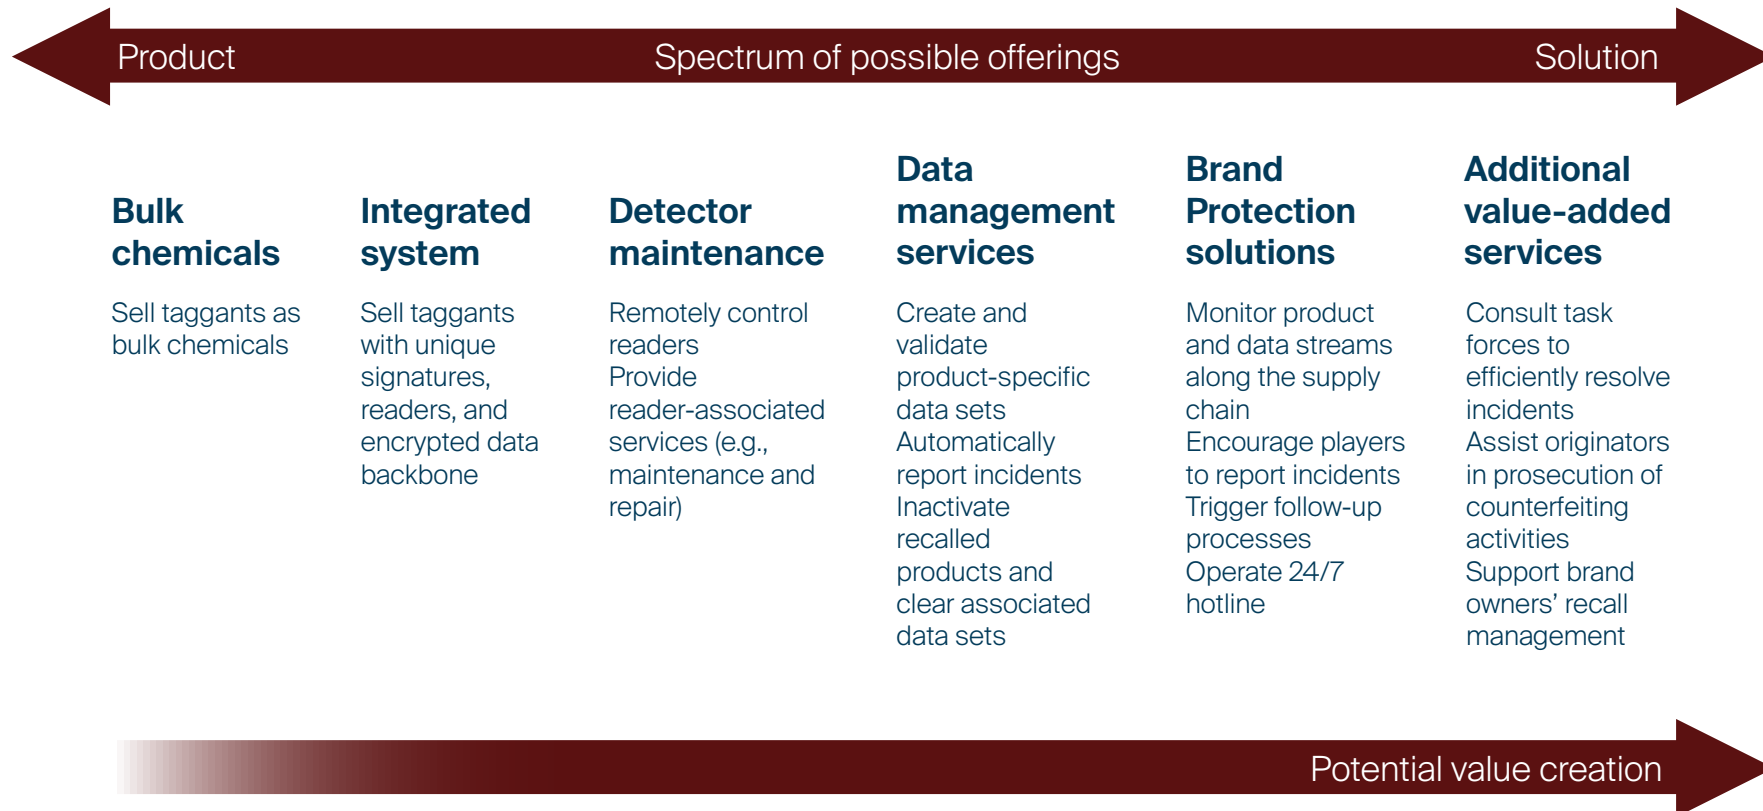 Product
Spectrum of possible offerings
Solution
Bulk
chemicals
Sell taggants as
bulk chemicals
Integrated
system
Sell taggants
with unique
signatures,
readers, and
encrypted data
backbone
Detector
maintenance
Remotely control
readers
Provide
reader-associated
services (e.g.,
maintenance and
repair)
Data
management
services
Create and
validate
product-specific
data sets
Automatically
report incidents
Inactivate
recalled
products and
clear associated
data sets
Brand
Protection
solutions
Monitor product
and data streams
along the supply
chain
Encourage players
to report incidents
Trigger follow-up
processes
Operate 24/7
hotline
Additional
value-added
services
Consult task
forces to
efficiently resolve
incidents
Assist originators
in prosecution of
counterfeiting
activities
Support brand
owners’ recall
management
Potential value creation